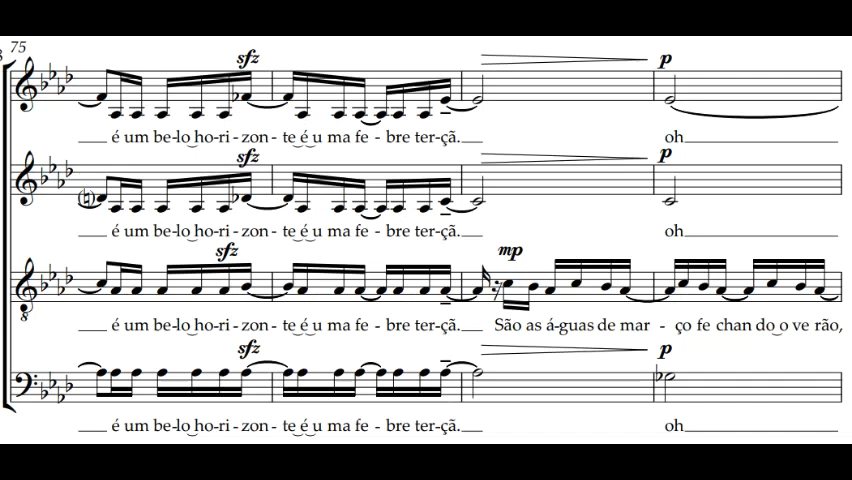 75
sfz
p
é um be-lo ho-ri-zon-te é u ma fe-bre ter-çã. oh
sfz
p
é um be-lo ho-ri-zon-te é u ma fe-bre ter-çã. oh
sfz
mp
é um be-lo ho-ri-zon-te é u ma fe-bre ter-çã. São as á-guas de mar-ço fe chan do o ve rão,
8
sfz
p
é um be-lo ho-ri-zon-te é u ma fe-bre ter-çã. oh